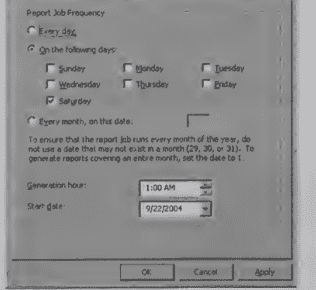 Report Job Frequency
Every day
On the following days:
Sunday Monday Tuesday
Wednesday Thursday Friday
Saturday
Every month, on this date:
To ensure that the report job runs every month of the year, do
not use a date that may not exist in a month (29, 30, or 31). To
generate reports covering an entire month, set the date to 1.
Generation hour: 1:00 AM
Start date: 9/22/2004
OK Cancel Apply